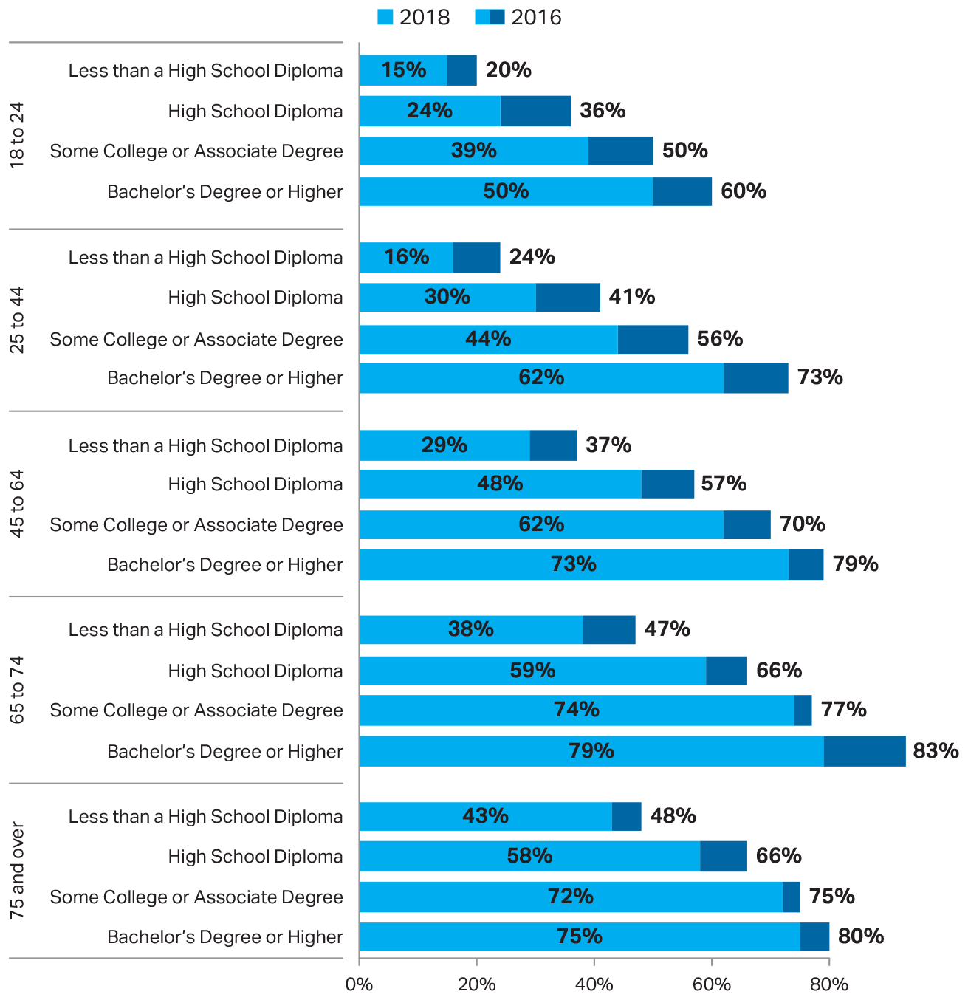 2018 2016
18 to 24
Less than a High School Diploma 15% 20%
High School Diploma 24% 36%
Some College or Associate Degree 39% 50%
Bachelor’s Degree or Higher 50% 60%
25 to 44
Less than a High School Diploma 16% 24%
High School Diploma 30% 41%
Some College or Associate Degree 44% 56%
Bachelor’s Degree or Higher 62% 73%
45 to 64
Less than a High School Diploma 29% 37%
High School Diploma 48% 57%
Some College or Associate Degree 62% 70%
Bachelor’s Degree or Higher 73% 79%
65 to 74
Less than a High School Diploma 38% 47%
High School Diploma 59% 66%
Some College or Associate Degree 74% 77%
Bachelor’s Degree or Higher 79% 83%
75 and over
Less than a High School Diploma 43% 48%
High School Diploma 58% 66%
Some College or Associate Degree 72% 75%
Bachelor’s Degree or Higher 75% 80%
0% 20% 40% 60% 80%